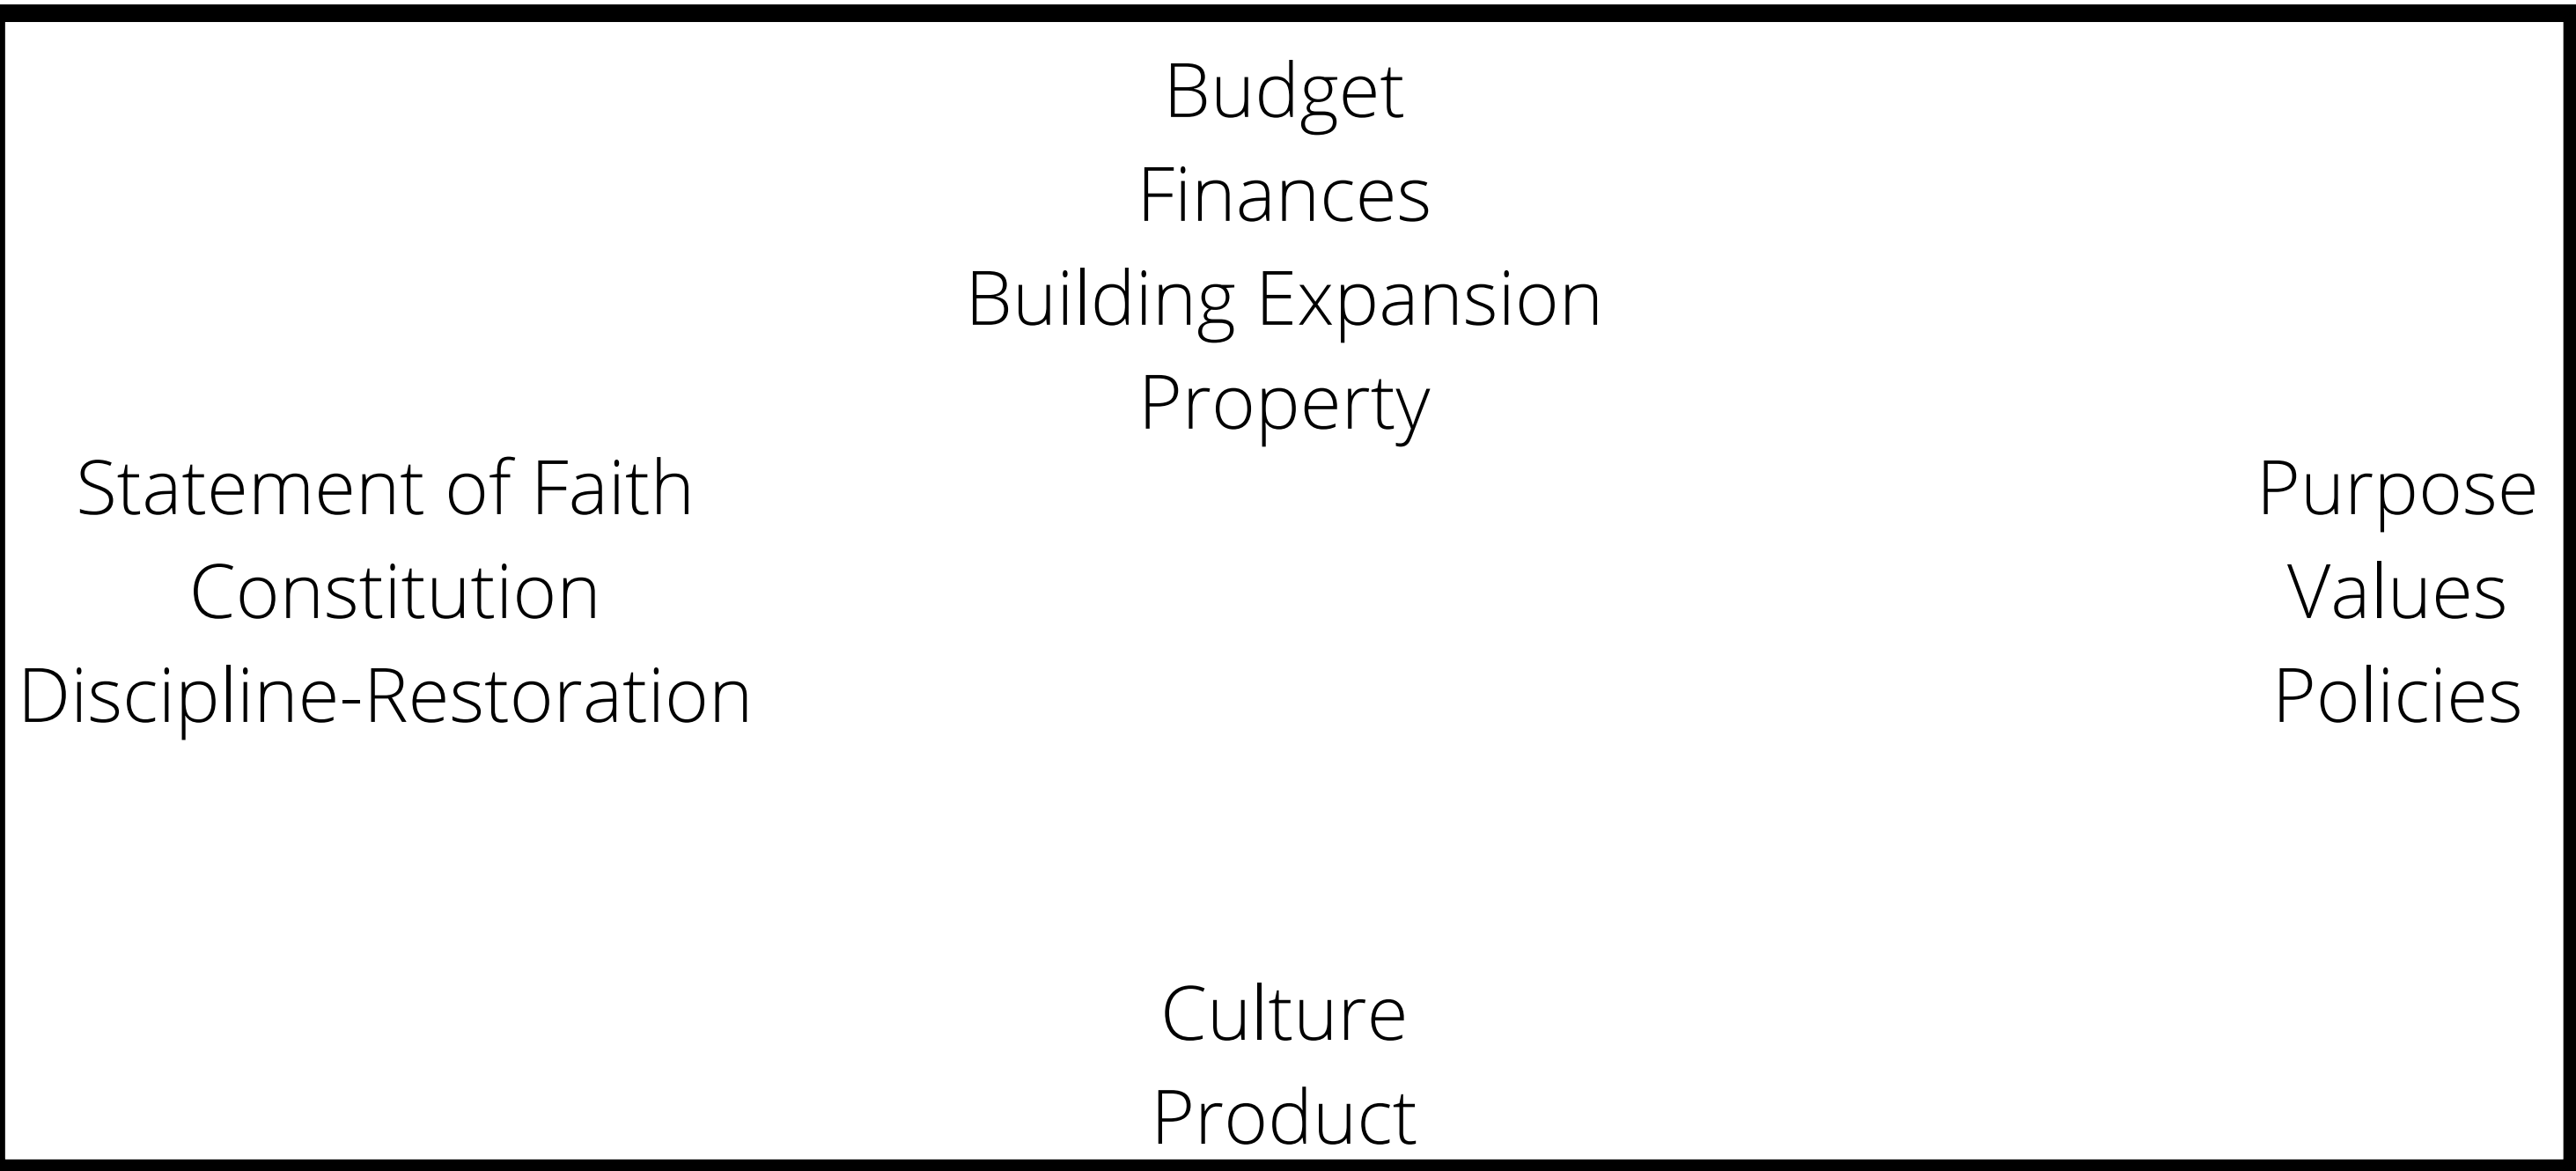 Budget
Finances
Building Expansion
Property
Statement of Faith
Constitution
Discipline-Restoration
Purpose
Values
Policies
Culture
Product